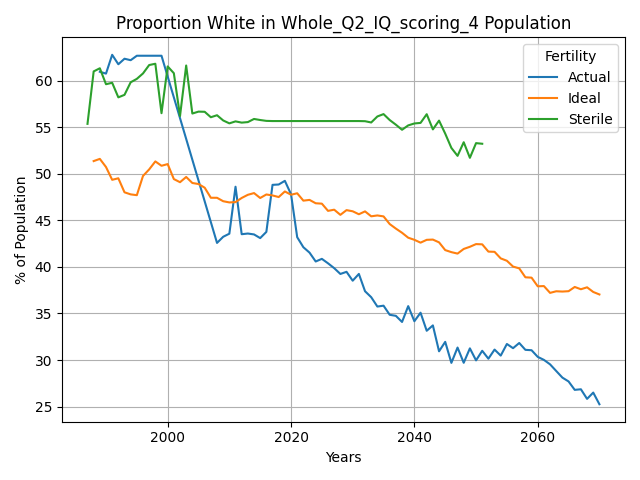 Proportion White in Whole_Q2_IQ_scoring_4 Population
Fertility
Actual
Ideal
Sterile
% of Population
60
55
50
45
40
35
30
25
2000
2020
2040
2060
Years